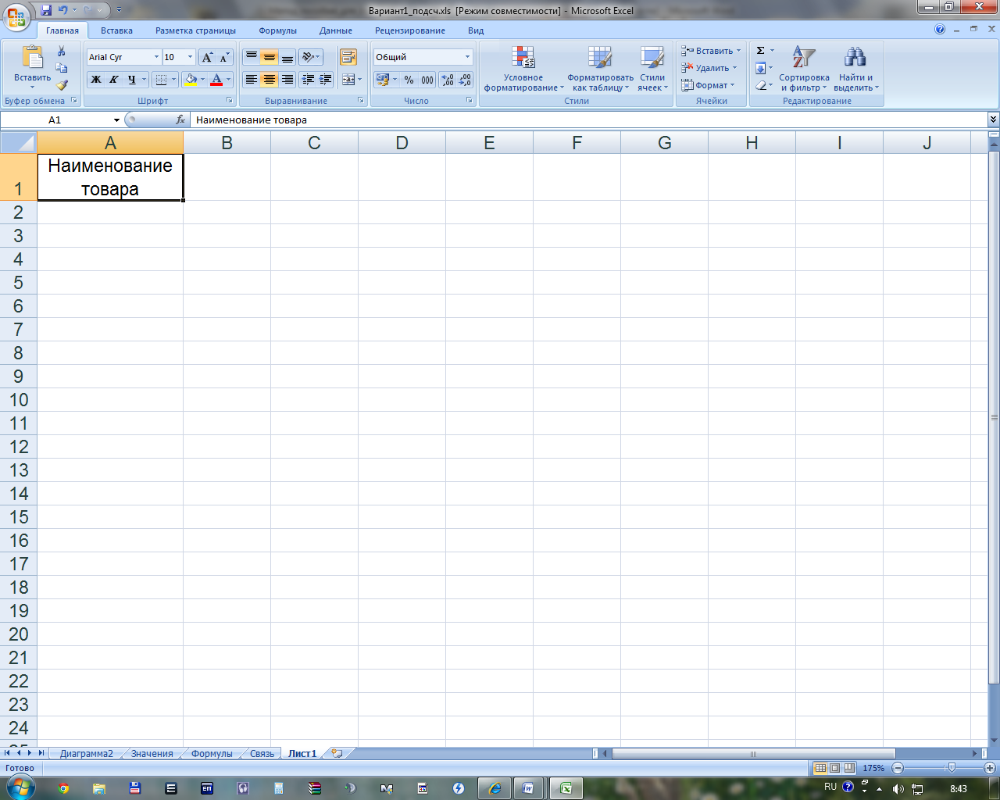 Вариант1_подсч.xls [Режим совместимости] - Microsoft Excel
Главная Вставка Разметка страницы Формулы Данные Рецензирование Вид
Вставить
Буфер обмена
Arial Cyr 10
Ж К Ч
Шрифт
Выравнивание
Общий
% 000
Число
Условное форматирование
Форматировать как таблицу
Стили ячеек
Стили
Вставить
Удалить
Формат
Ячейки
Σ
Сортировка и фильтр
Найти и выделить
Редактирование
A1 fx Наименование товара
A B C D E F G H I J
1 Наименование
товара
2
3
4
5
6
7
8
9
10
11
12
13
14
15
16
17
18
19
20
21
22
23
24
25
Диаграмма2 Значения Формулы Связь Лист1
Готово 175%
RU 8:43